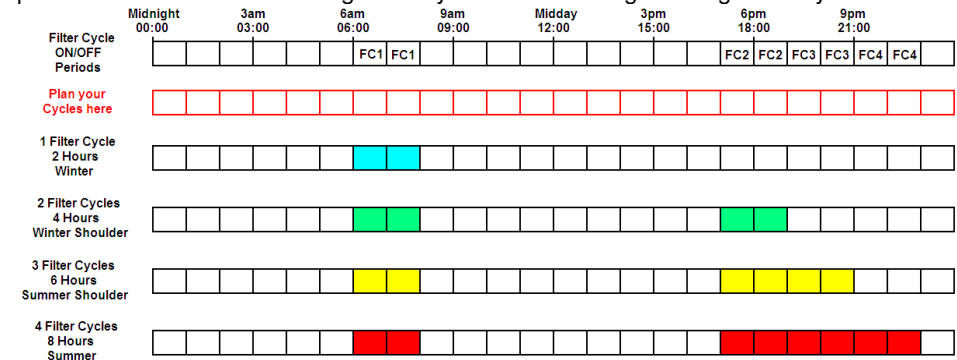 Midnight 3am 6am 9am Midday 3pm 6pm 9pm
00:00 03:00 06:00 09:00 12:00 15:00 18:00 21:00
Filter Cycle
ON/OFF
Periods
FC1 FC1 FC2 FC2 FC3 FC3 FC4 FC4
Plan your
Cycles here
1 Filter Cycle
2 Hours
Winter
2 Filter Cycles
4 Hours
Winter Shoulder
3 Filter Cycles
6 Hours
Summer Shoulder
4 Filter Cycles
8 Hours
Summer